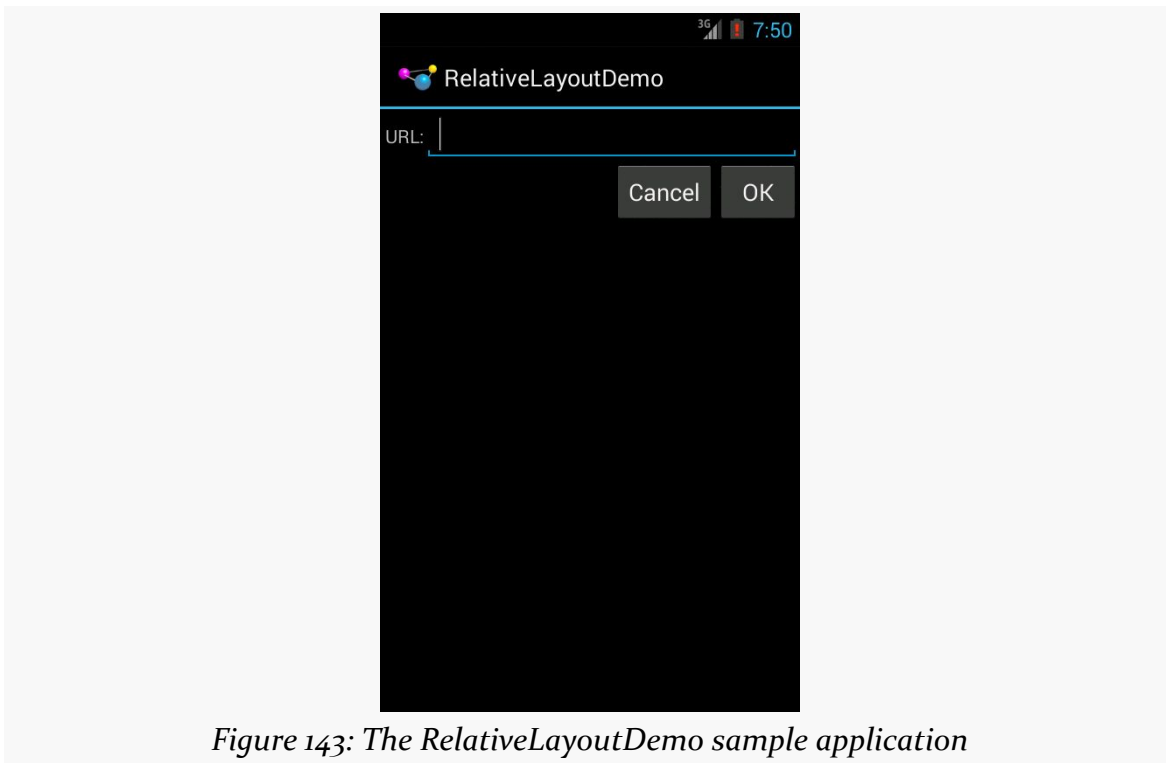 3G 7:50
RelativeLayoutDemo
URL:
Cancel OK
Figure 143: The RelativeLayoutDemo sample application